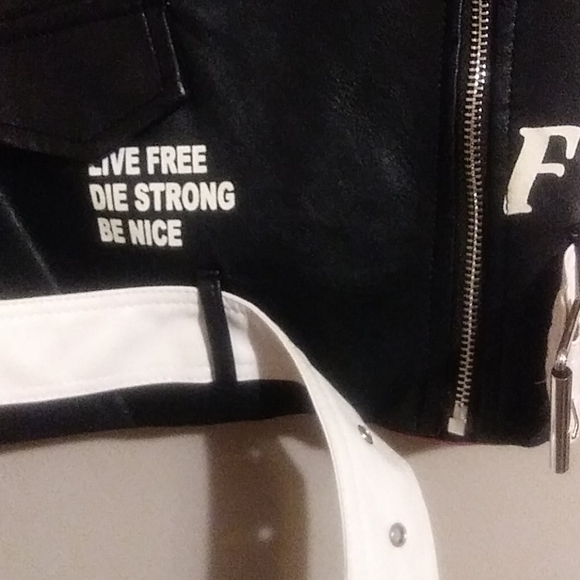 LIVE FREE
DIE STRONG
BE NICE
F